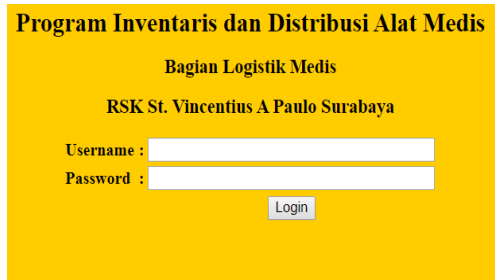 Program Inventaris dan Distribusi Alat Medis
Bagian Logistik Medis
RSK St. Vincentius A Paulo Surabaya
Username :
Password :
Login